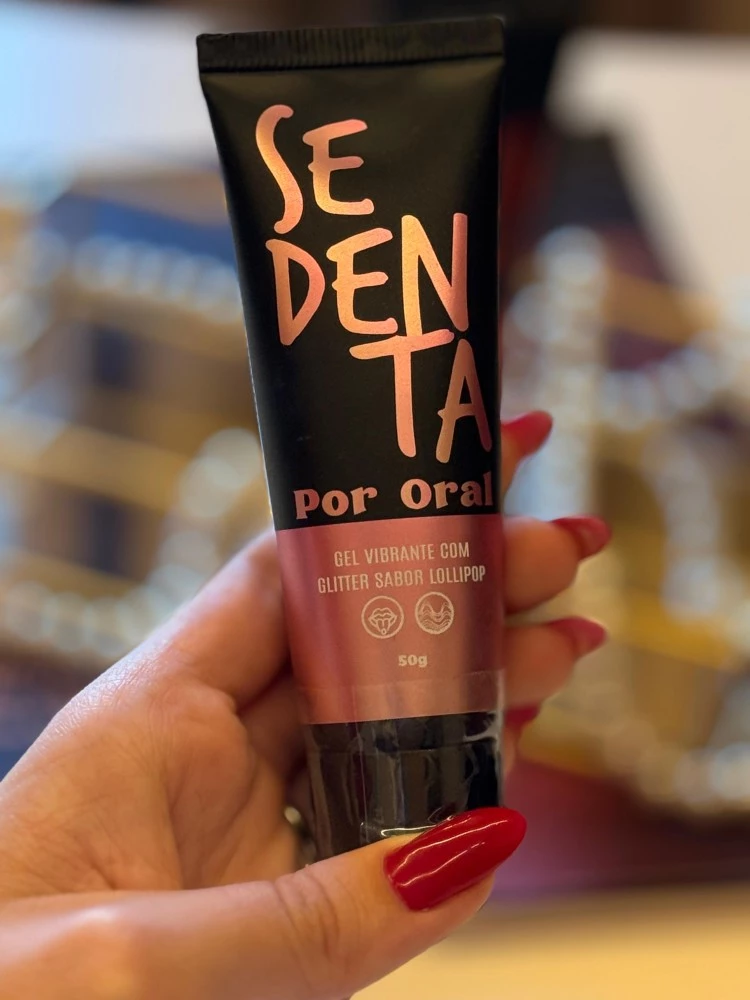 SE
DEN
TA
Por Oral
GEL VIBRANTE COM
GLITTER SABOR LOLLIPOP
50g